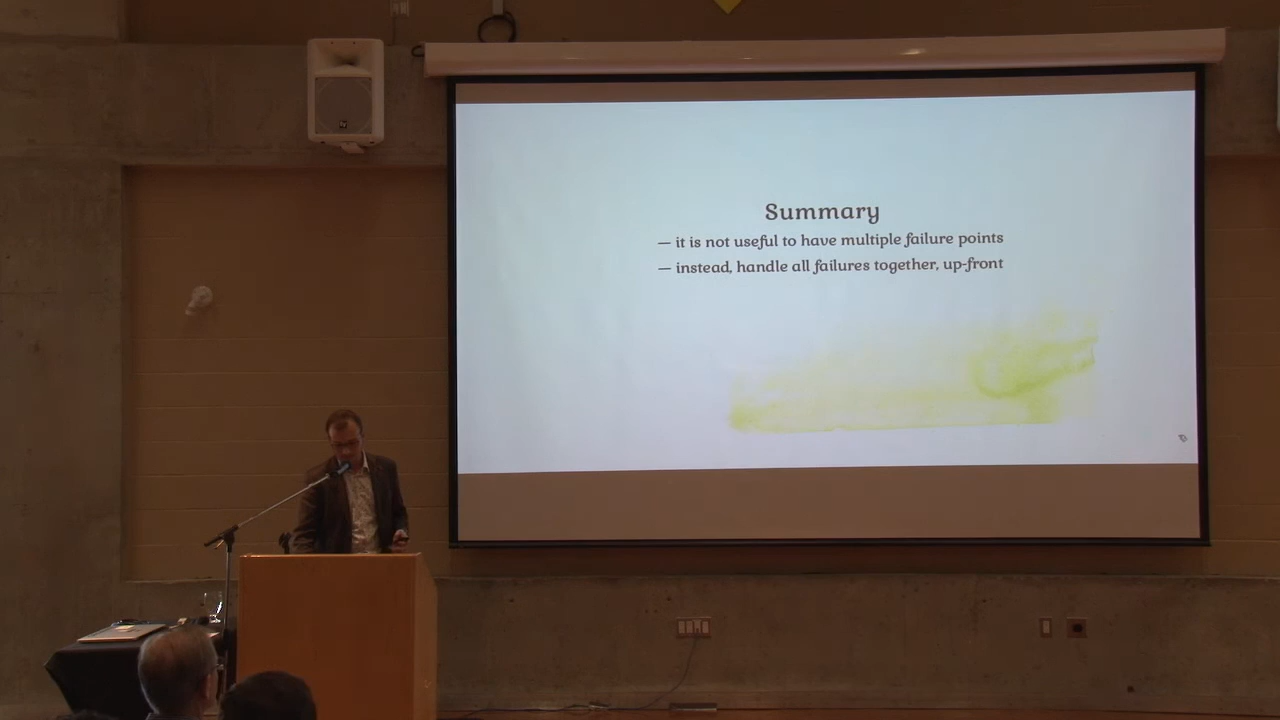 Summary
— it is not useful to have multiple failure points
— instead, handle all failures together, up-front